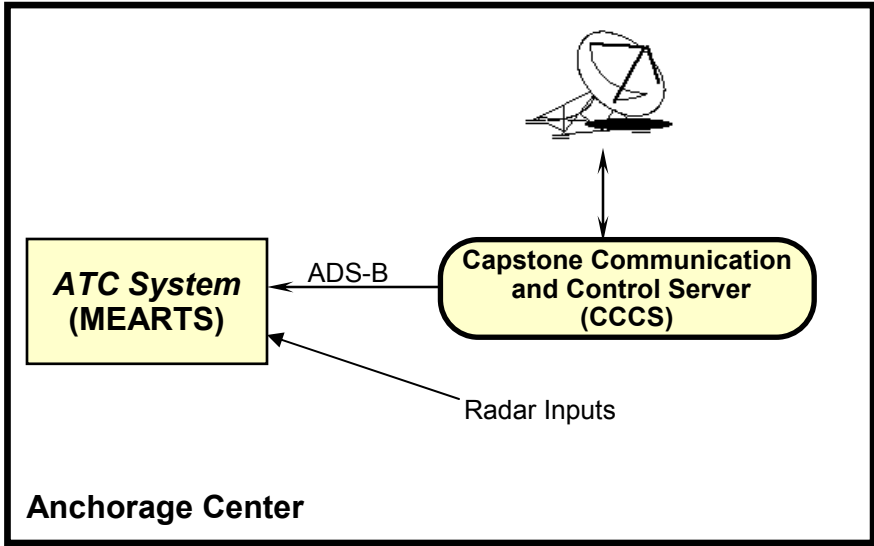 ATC System
(MEARTS)
ADS-B
Capstone Communication
and Control Server
(CCCS)
Radar Inputs
Anchorage Center